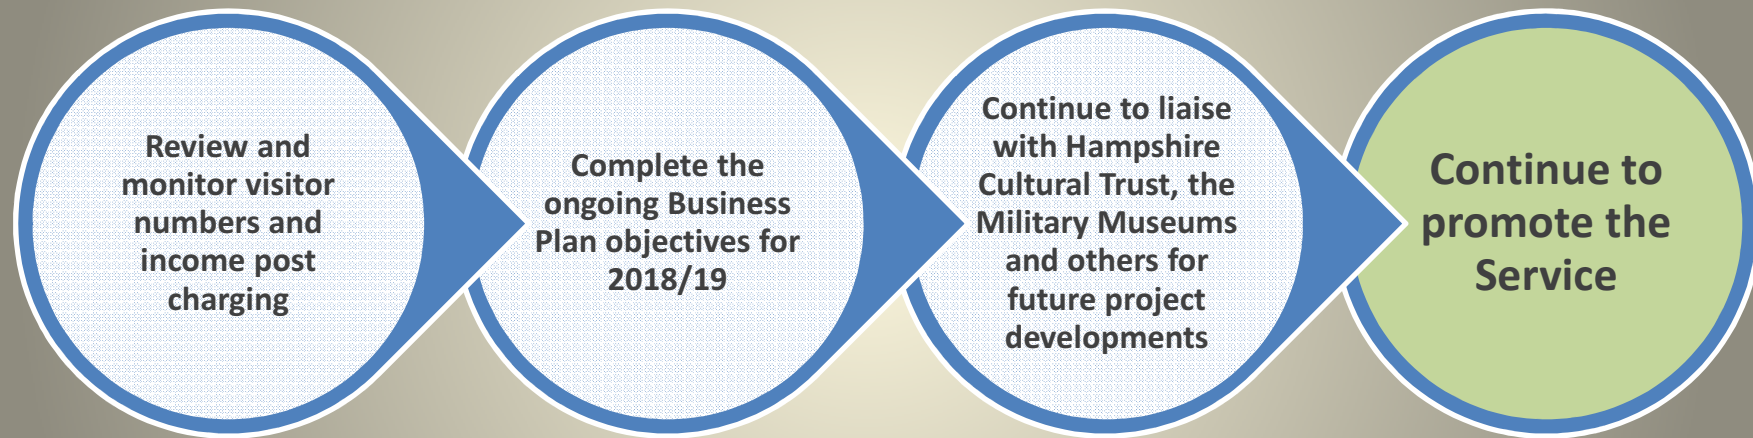 Review and
monitor visitor
numbers and
income post
charging
Complete the
ongoing Business
Plan objectives for
2018/19
Continue to liaise
with Hampshire
Cultural Trust, the
Military Museums
and others for
future project
developments
Continue to
promote the
Service